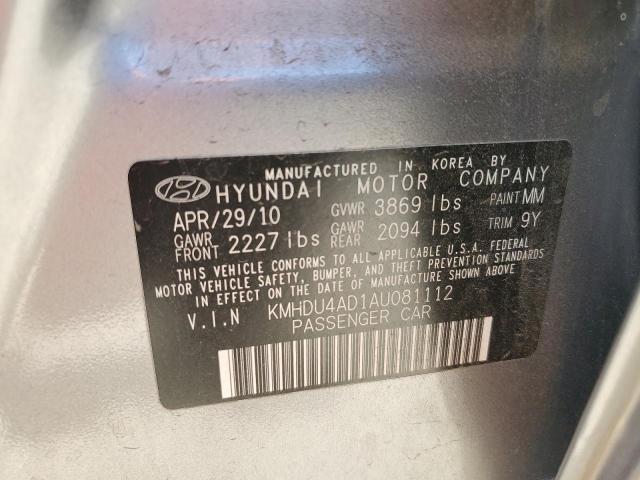 MANUFACTURED IN KOREA BY
HYUNDAI MOTOR COMPANY
APR/29/10 GVWR 3869 lbs PAINT MM
GAWR FRONT 2227 lbs GAWR REAR 2094 lbs TRIM 9Y
THIS VEHICLE CONFORMS TO ALL APPLICABLE U.S.A. FEDERAL
MOTOR VEHICLE SAFETY, BUMPER, AND THEFT PREVENTION STANDARDS
IN EFFECT ON THE DATE OF MANUFACTURE SHOWN ABOVE.
V.I.N KMHDU4AD1AU081112
PASSENGER CAR